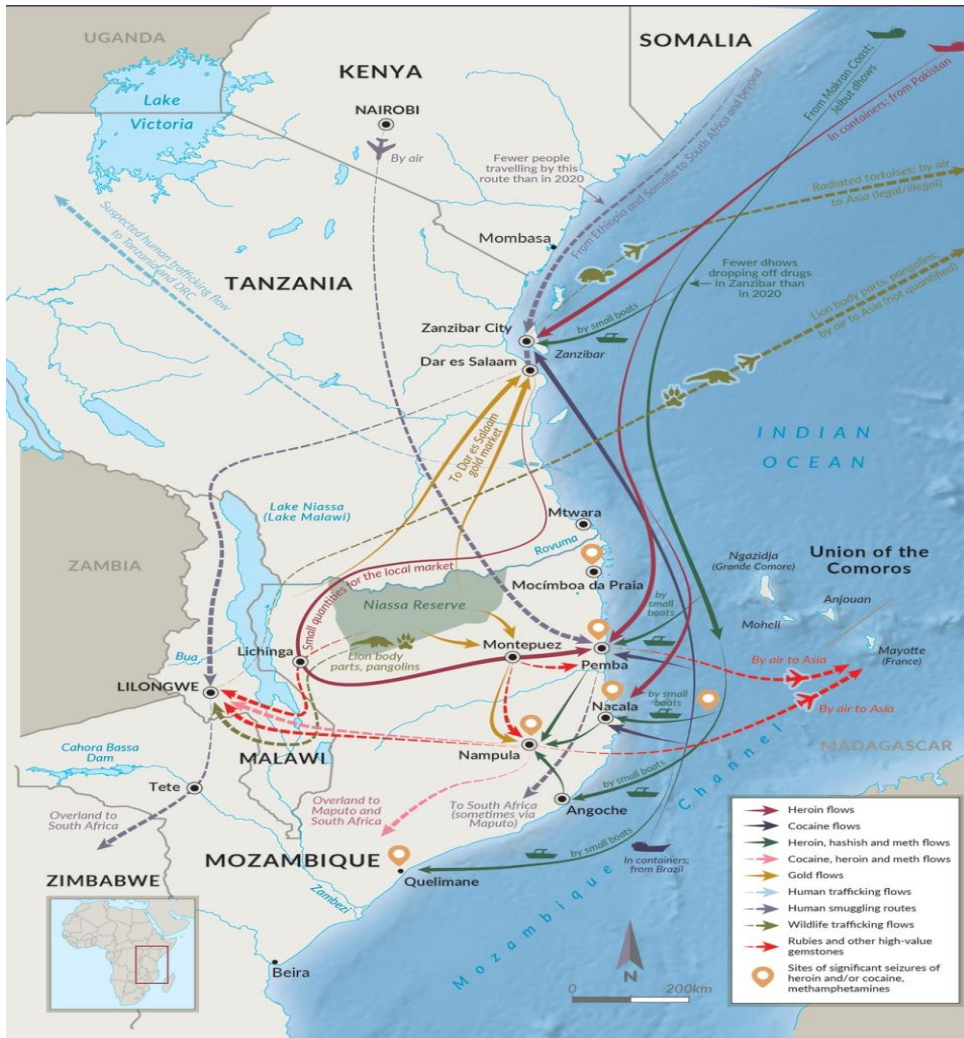 UGANDA
SOMALIA
KENYA
Lake
Victoria
NAIROBI
By air
From Makran Coast;
Jelbut dhows
In containers; from Pakistan
Fewer people
travelling by this
route than in 2020
From Ethiopia and Somalia to South Africa and beyond
Radiated tortoises; by air
to Asia (legal/illegal)
Suspected human trafficking flow
to Tanzania and DRC
Mombasa
TANZANIA
Fewer dhows
dropping off drugs
in Zanzibar than
in 2020
Lion body parts, pangolins;
by air to Asia (not quantified)
Zanzibar City
by small boats
Zanzibar
Dar es Salaam
To Dar es Salaam
gold market
INDIAN
OCEAN
Lake Niassa
(Lake Malawi)
Mtwara
Rovuma
ZAMBIA
Small quantities for the local market
Mocímboa da Praia
Ngazidja
(Grande Comore)
Union of the
Comoros
Niassa Reserve
by
small
boats
Anjouan
Moheli
Bua
Lichinga
Lion body
parts, pangolins
Montepuez
Pemba
Mayotte
(France)
By air to Asia
LILONGWE
by
small
boats
By air to Asia
Nacala
MALAWI
Nampula
MADAGASCAR
Cahora Bassa
Dam
Tete
Overland to
South Africa
Overland to
Maputo and
South Africa
To South Africa
(sometimes via
Maputo)
by small boats
Angoche
Mozambique Channel
MOZAMBIQUE
by small boats
In containers;
from Brazil
ZIMBABWE
Quelimane
Zambezi
Beira
N
0 200km
Heroin flows
Cocaine flows
Heroin, hashish and meth flows
Cocaine, heroin and meth flows
Gold flows
Human trafficking flows
Human smuggling routes
Wildlife trafficking flows
Rubies and other high-value
gemstones
Sites of significant seizures of
heroin and/or cocaine,
methamphetamines